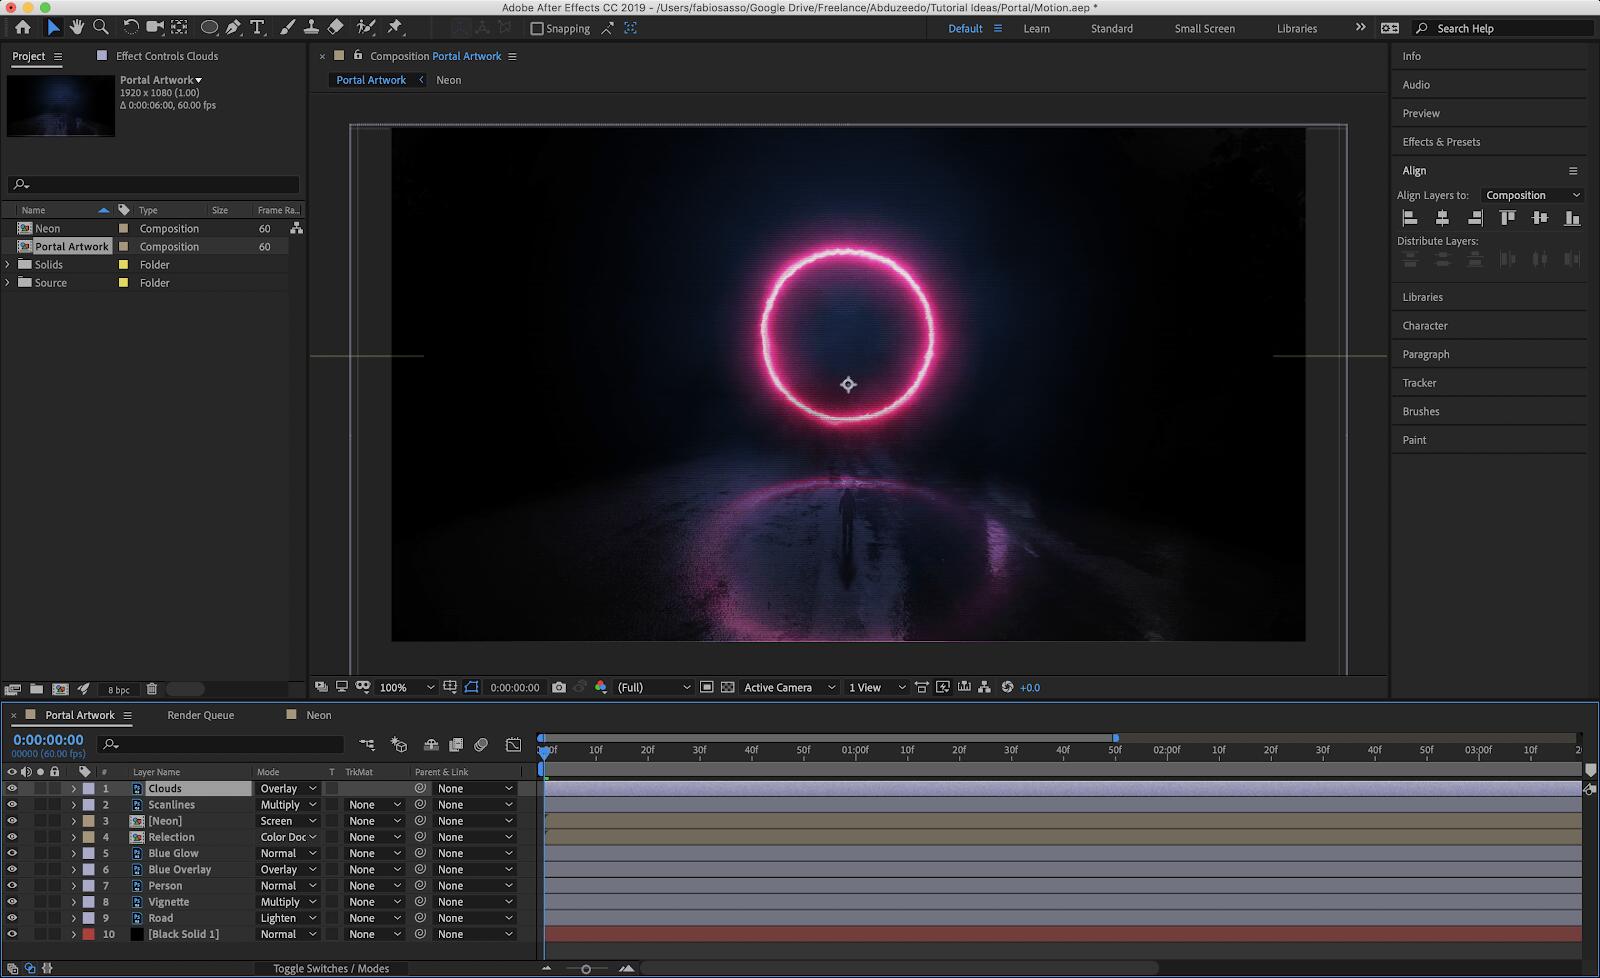 Adobe After Effects CC 2019 - /Users/fabiosasso/Google Drive/Freelance/Abduzeedo/Tutorial Ideas/Portal/Motion.aep *
Snapping
Default
Learn
Standard
Small Screen
Libraries
Search Help
Project
Effect Controls Clouds
Portal Artwork
1920 x 1080 (1.00)
Δ 0:00:06:00, 60.00 fps
Name Type Size Frame Ra...
Neon Composition 60
Portal Artwork Composition 60
Solids Folder
Source Folder
8 bpc
Composition Portal Artwork
Portal Artwork Neon
100%
0:00:00:00
(Full)
Active Camera
1 View
+0.0
Info
Audio
Preview
Effects & Presets
Align
Align Layers to: Composition
Distribute Layers:
Libraries
Character
Paragraph
Tracker
Brushes
Paint
Portal Artwork Render Queue Neon
0:00:00:00
00000 (60.00 fps)
10f 20f 30f 40f 50f 01:00f 10f 20f 30f 40f 50f 02:00f 10f 20f 30f 40f 50f 03:00f 10f
# Layer Name Mode T TrkMat Parent & Link
1 Clouds Overlay None
2 Scanlines Multiply None None
3 [Neon] Screen None None
4 Relection Color Doc None None
5 Blue Glow Normal None None
6 Blue Overlay Overlay None None
7 Person Normal None None
8 Vignette Multiply None None
9 Road Lighten None None
10 [Black Solid 1] Normal None None
Toggle Switches / Modes